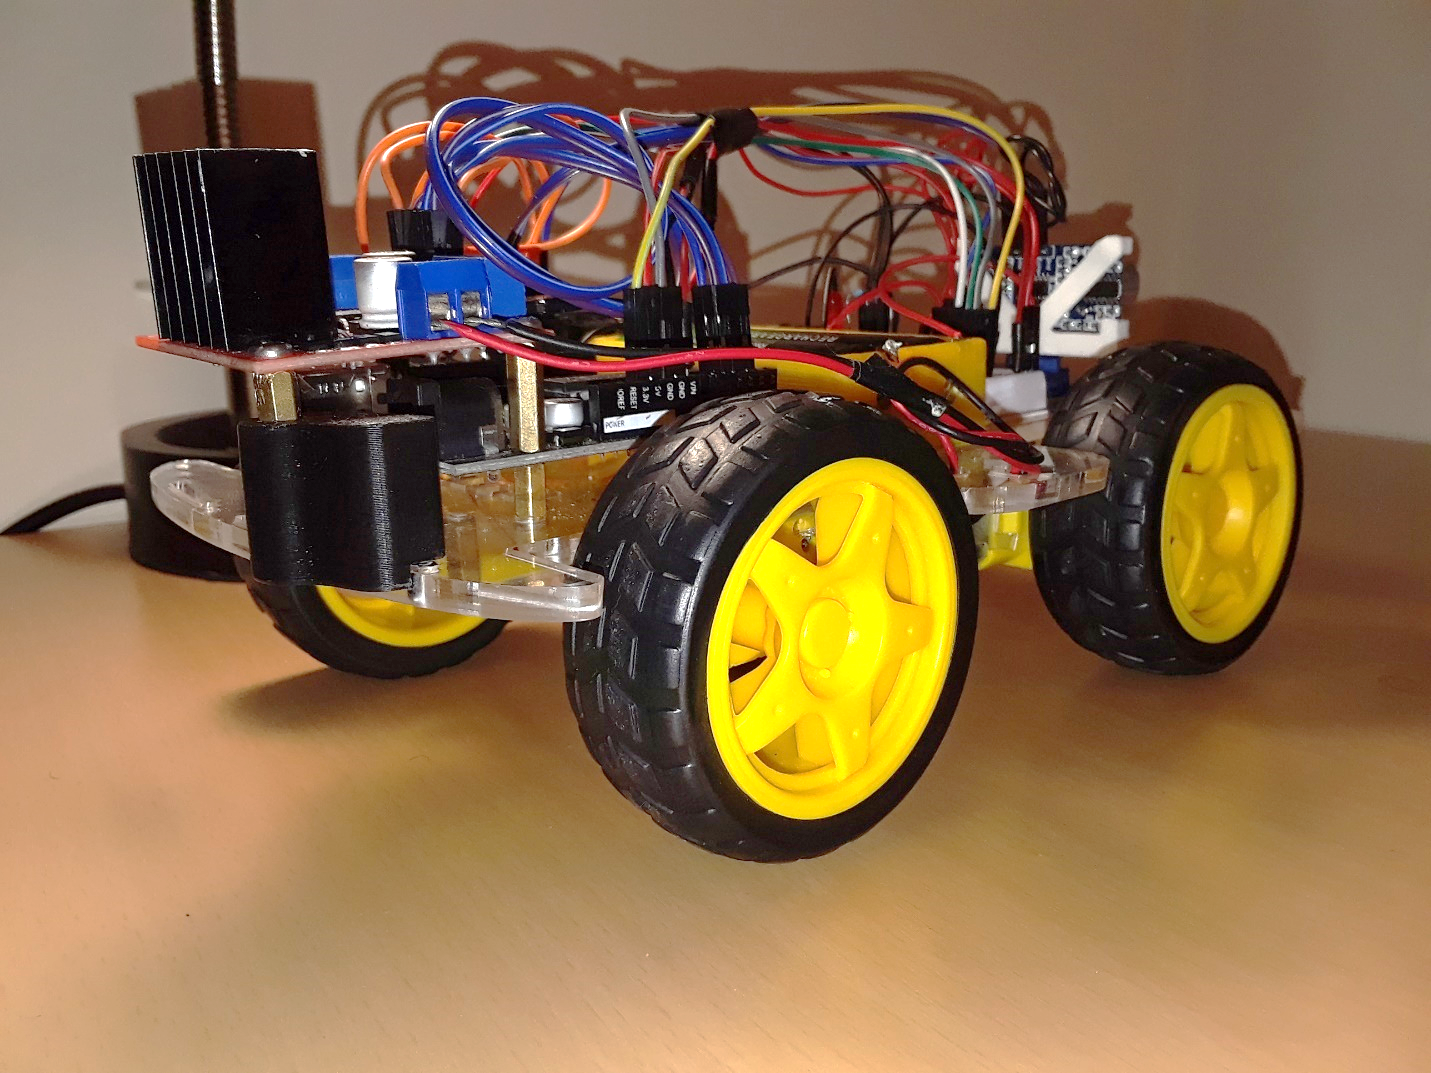 IOREF
RESET
3.3V
5V
GND
GND
VIN
POWER